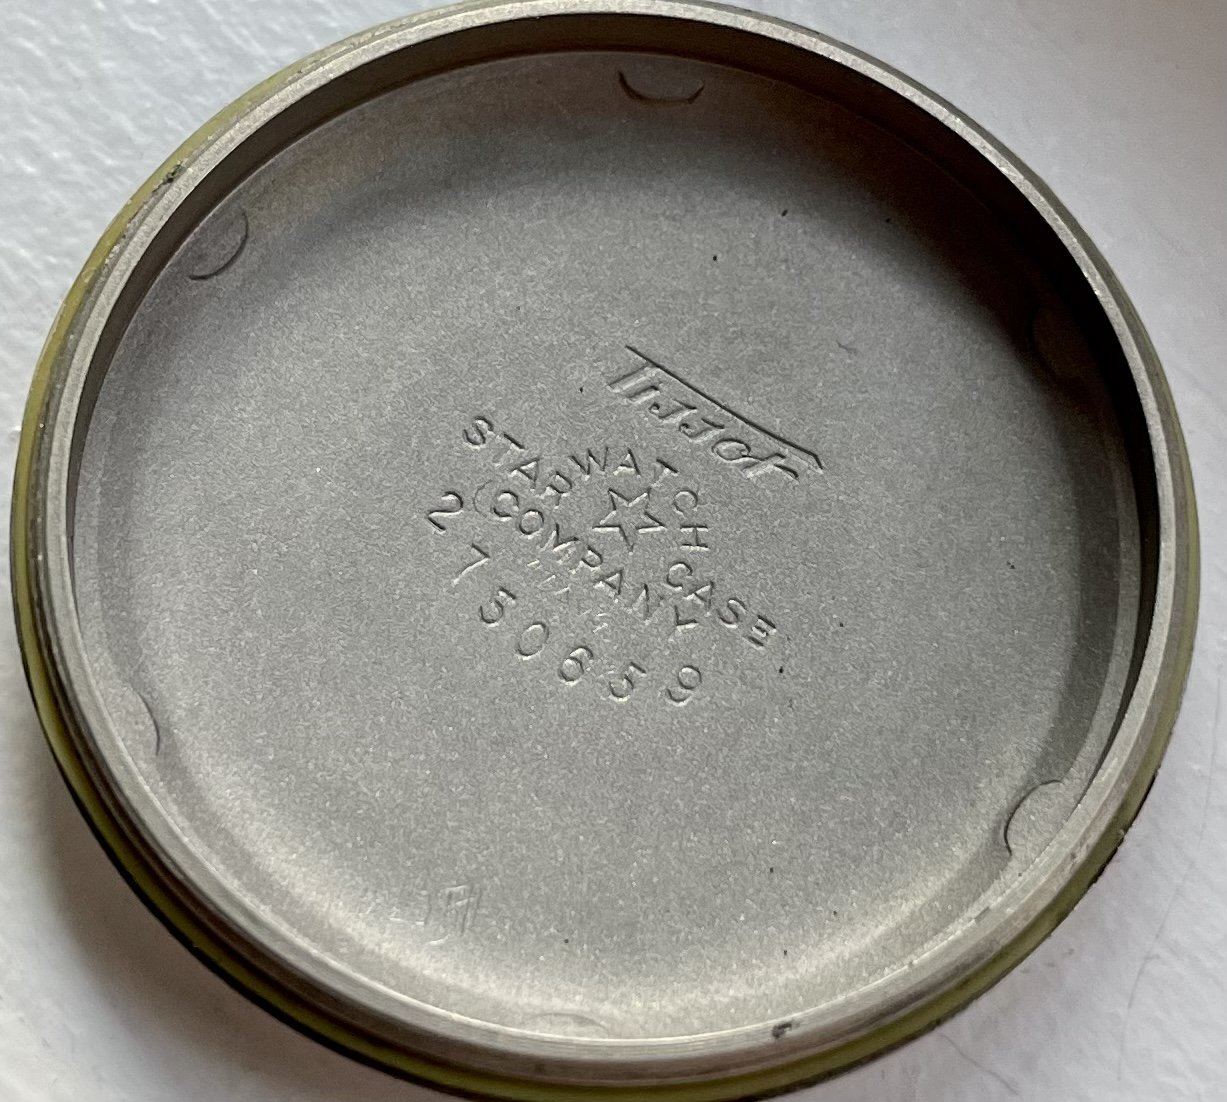 Tissot
STAR WATCH CASE
COMPANY
2750659